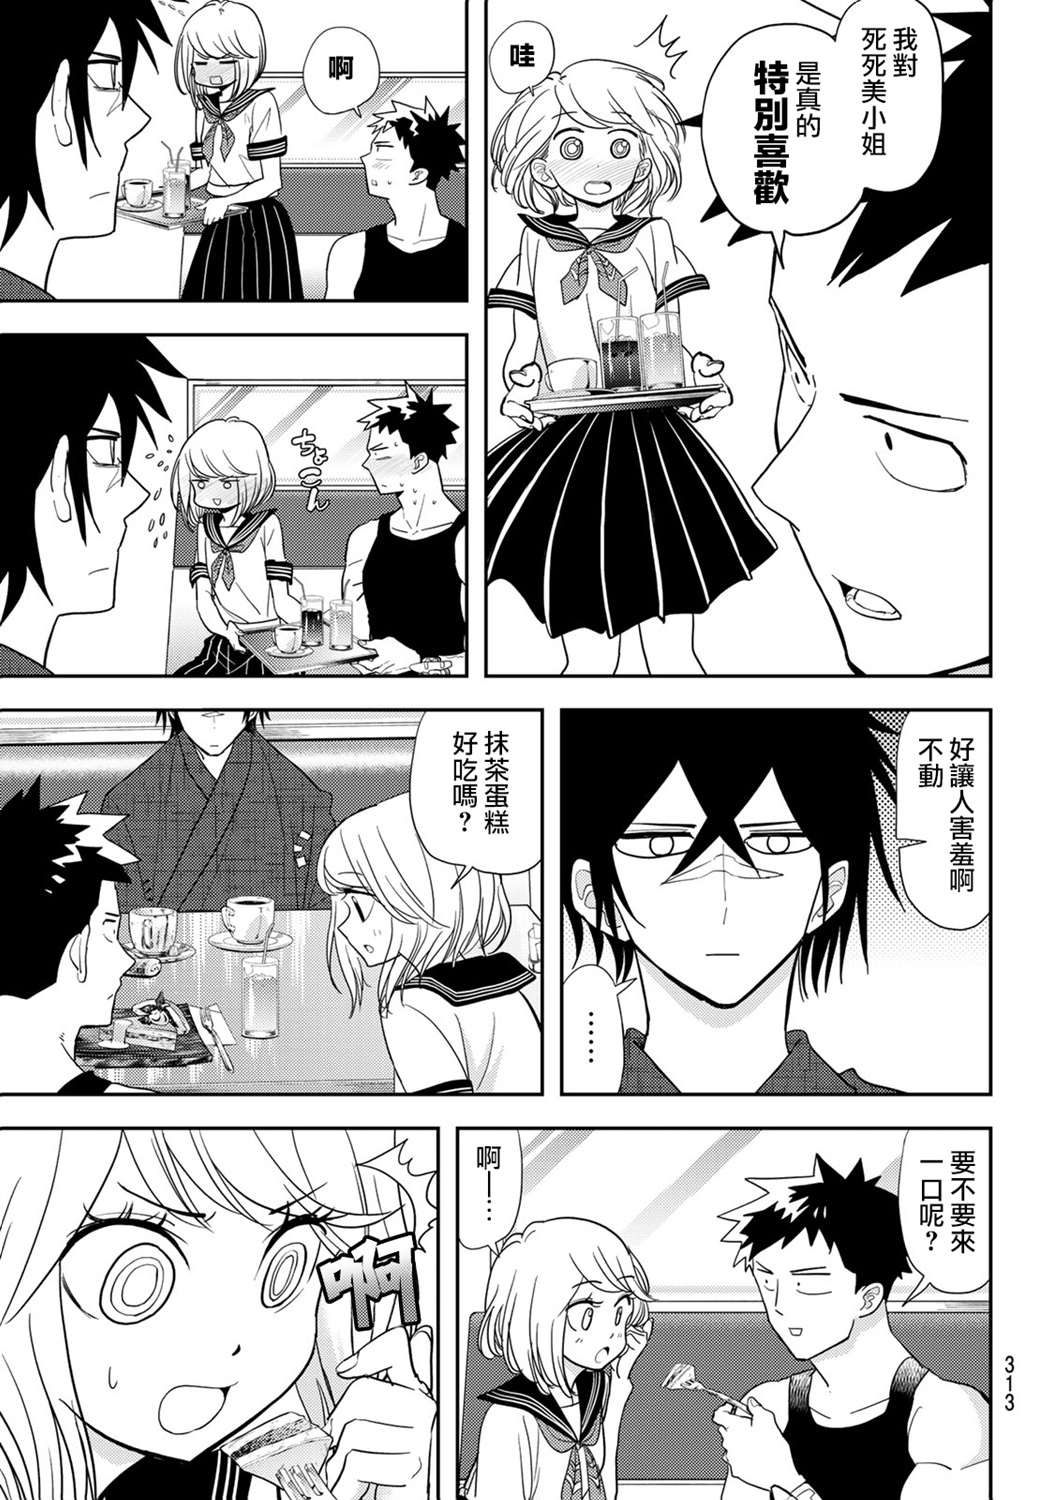 我對
死死美小姐
是真的
特別喜歡
哇
啊
ちょこん
好讓人害羞啊
不動
……
抹茶蛋糕
好吃嗎?
要不要來
一口呢?
啊—……
啊
313